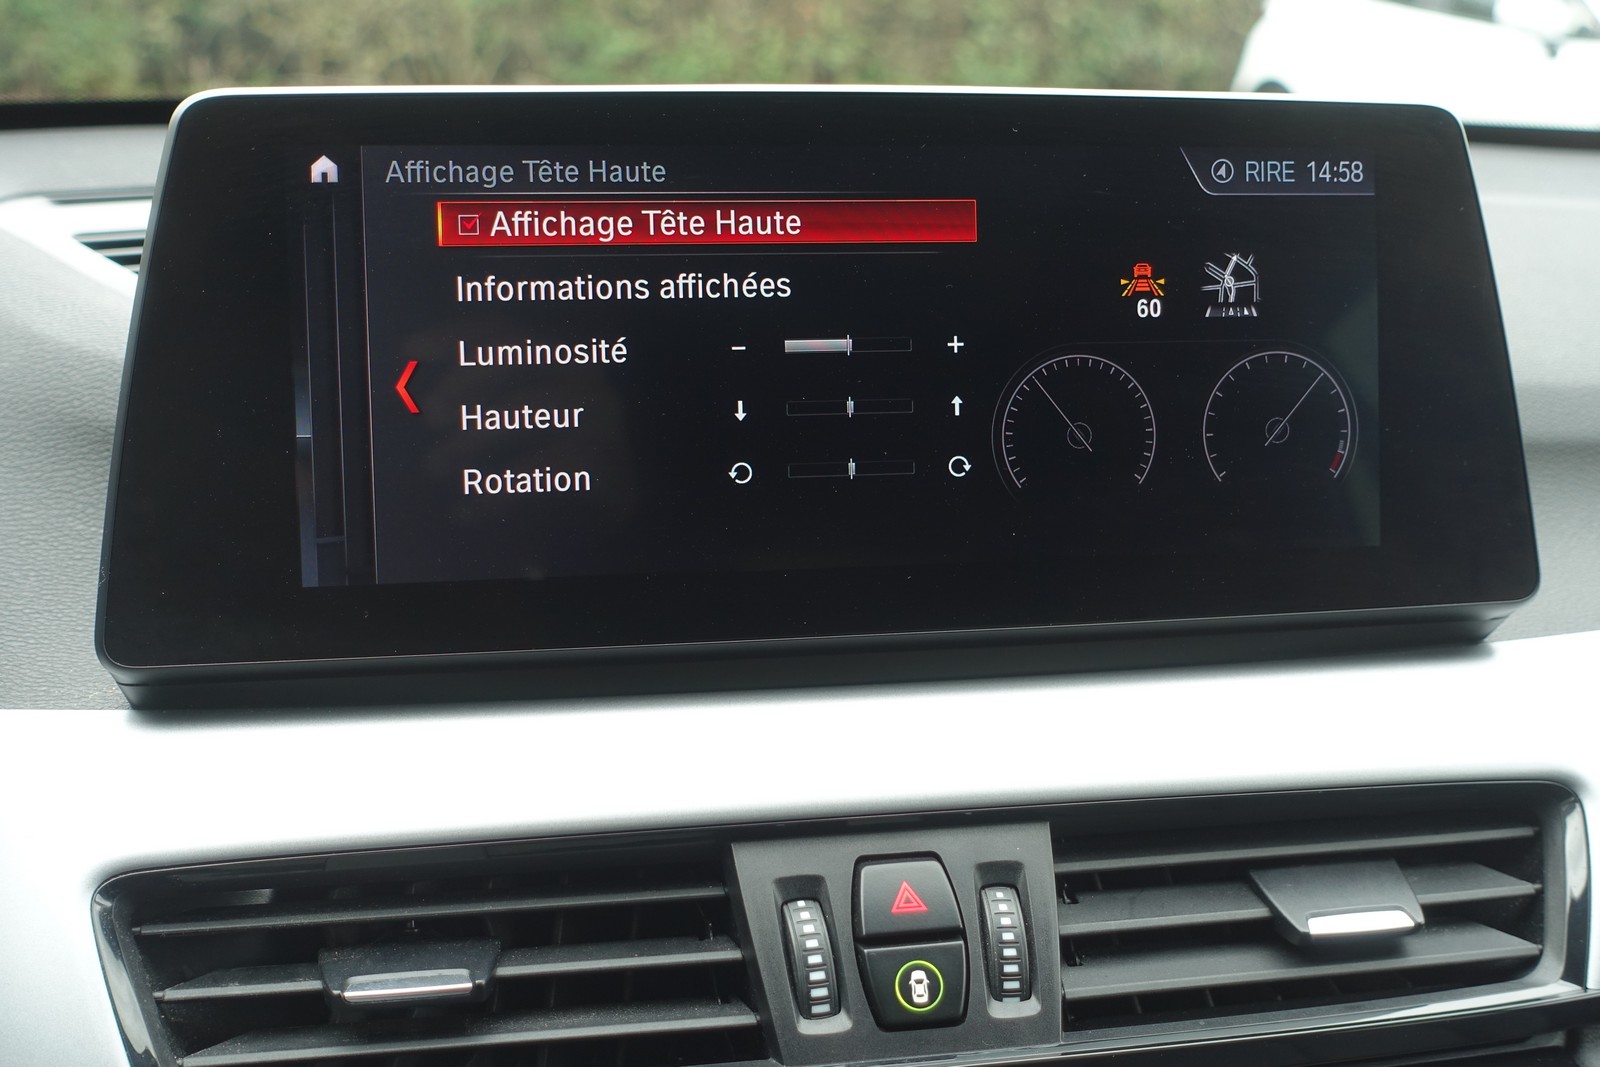 Affichage Tête Haute
RIRE 14:58
Affichage Tête Haute
Informations affichées
60
Luminosité - +
Hauteur
Rotation